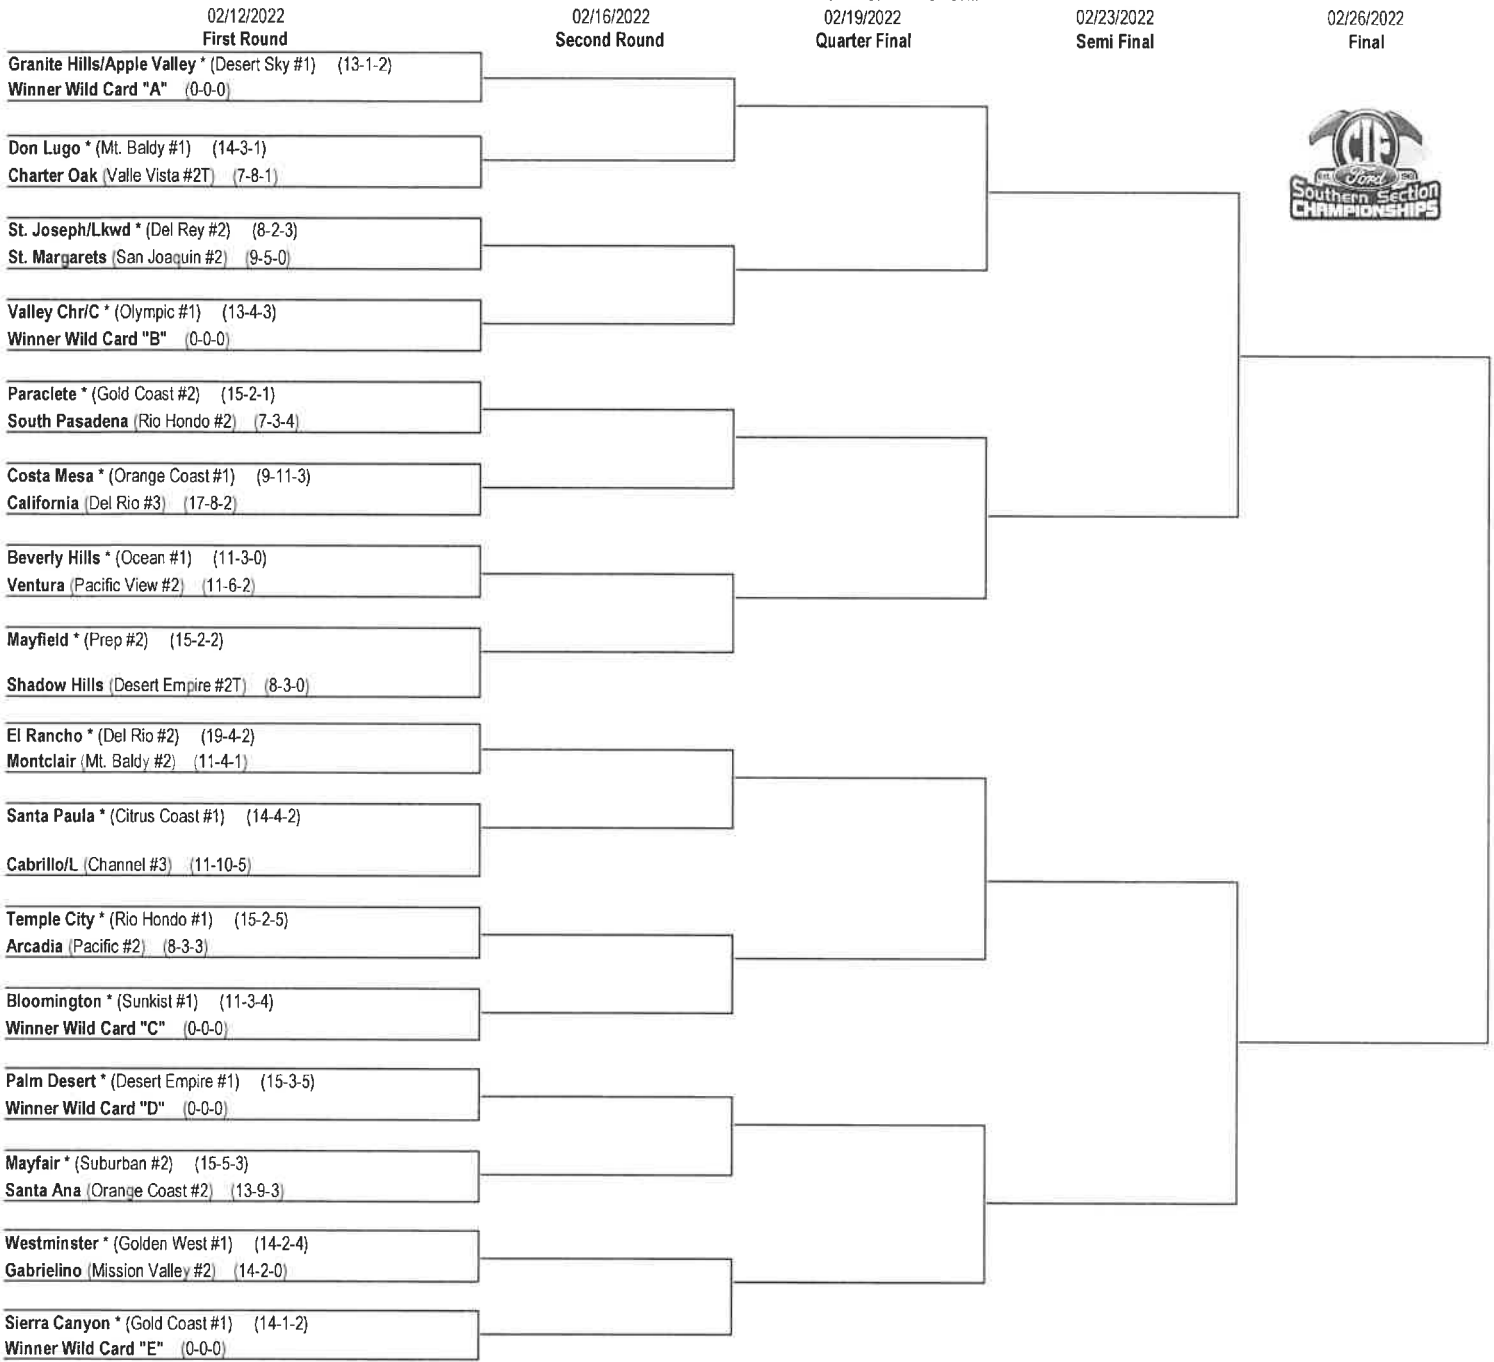 02/12/2022 02/16/2022 02/19/2022 02/23/2022 02/26/2022
First Round Second Round Quarter Final Semi Final Final
Granite Hills/Apple Valley * (Desert Sky #1) (13-1-2)
Winner Wild Card "A" (0-0-0)
Don Lugo * (Mt. Baldy #1) (14-3-1)
Charter Oak (Valle Vista #2T) (7-8-1)
CIF
Ford
Southern Section
CHAMPIONSHIPS
St. Joseph/Lkwd * (Del Rey #2) (8-2-3)
St. Margarets (San Joaquin #2) (9-5-0)
Valley Chr/C * (Olympic #1) (13-4-3)
Winner Wild Card "B" (0-0-0)
Paraclete * (Gold Coast #2) (15-2-1)
South Pasadena (Rio Hondo #2) (7-3-4)
Costa Mesa * (Orange Coast #1) (9-11-3)
California (Del Rio #3) (17-8-2)
Beverly Hills * (Ocean #1) (11-3-0)
Ventura (Pacific View #2) (11-6-2)
Mayfield * (Prep #2) (15-2-2)
Shadow Hills (Desert Empire #2T) (8-3-0)
El Rancho * (Del Rio #2) (19-4-2)
Montclair (Mt. Baldy #2) (11-4-1)
Santa Paula * (Citrus Coast #1) (14-4-2)
Cabrillo/L (Channel #3) (11-10-5)
Temple City * (Rio Hondo #1) (15-2-5)
Arcadia (Pacific #2) (8-3-3)
Bloomington * (Sunkist #1) (11-3-4)
Winner Wild Card "C" (0-0-0)
Palm Desert * (Desert Empire #1) (15-3-5)
Winner Wild Card "D" (0-0-0)
Mayfair * (Suburban #2) (15-5-3)
Santa Ana (Orange Coast #2) (13-9-3)
Westminster * (Golden West #1) (14-2-4)
Gabrielino (Mission Valley #2) (14-2-0)
Sierra Canyon * (Gold Coast #1) (14-1-2)
Winner Wild Card "E" (0-0-0)